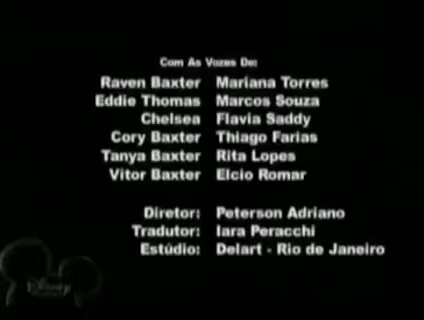 Com As Vozes De:
Raven Baxter Mariana Torres
Eddie Thomas Marcos Souza
Chelsea Flavia Saddy
Cory Baxter Thiago Farias
Tanya Baxter Rita Lopes
Vitor Baxter Elcio Romar
Diretor: Peterson Adriano
Tradutor: Iara Peracchi
Estúdio: Delart - Rio de Janeiro
Disney